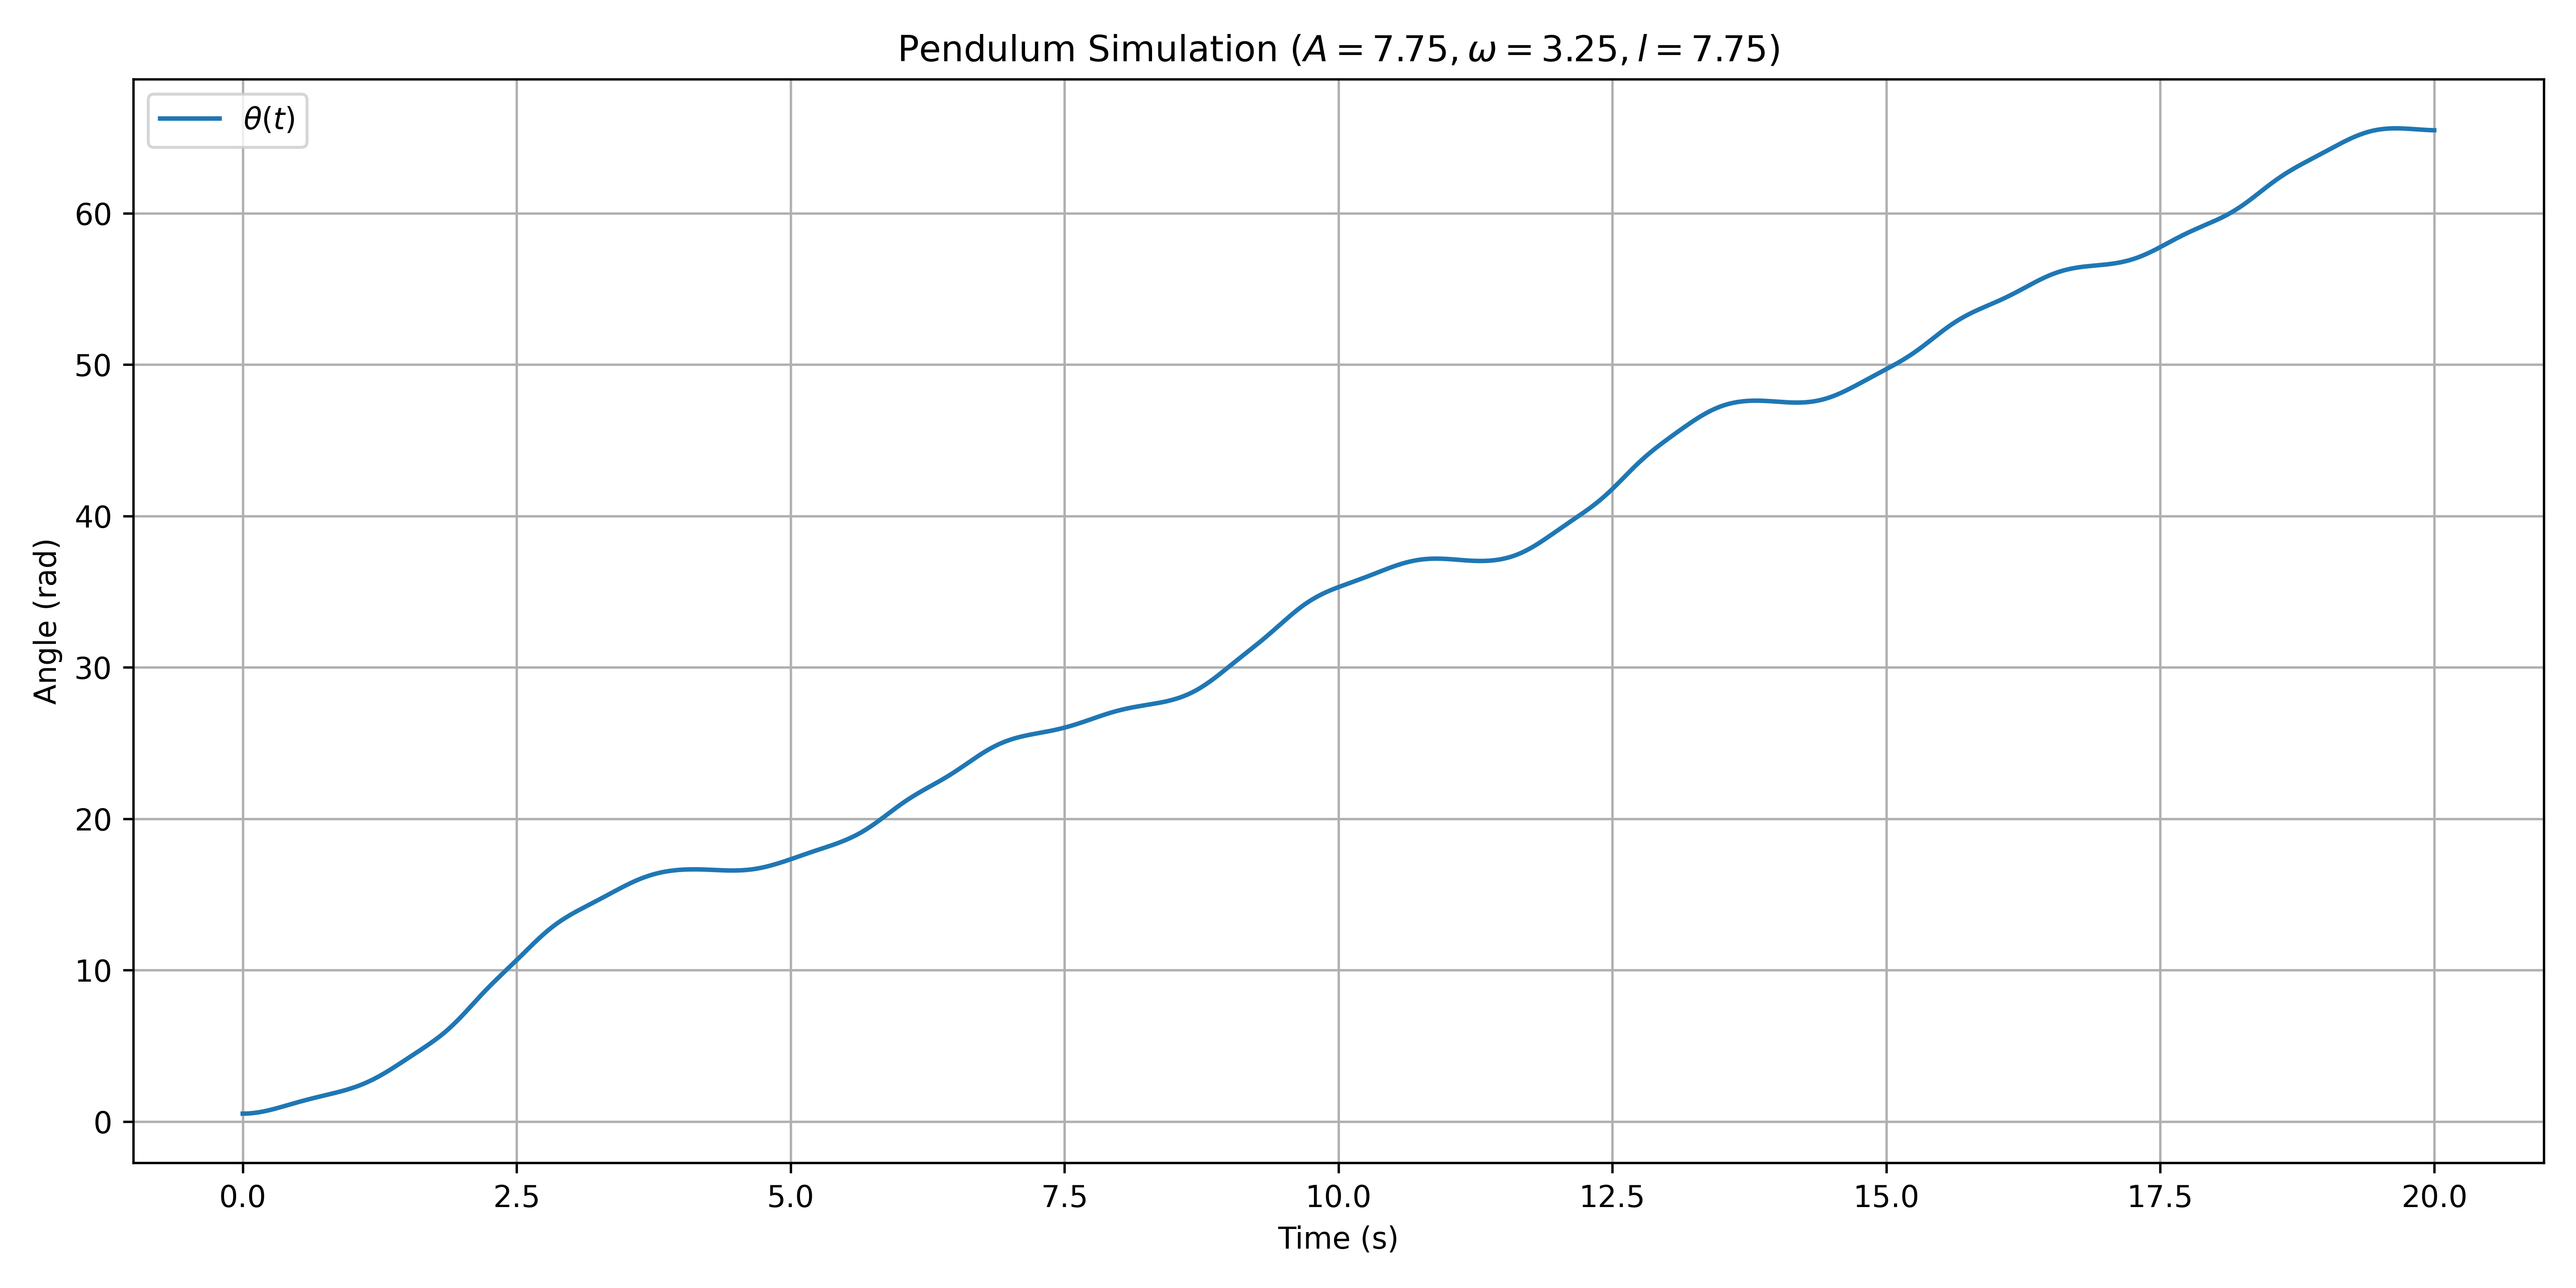 Pendulum Simulation (A = 7.75, ω = 3.25, l = 7.75)
θ(t)
Angle (rad)
60
50
40
30
20
10
0
0.0 2.5 5.0 7.5 10.0 12.5 15.0 17.5 20.0
Time (s)